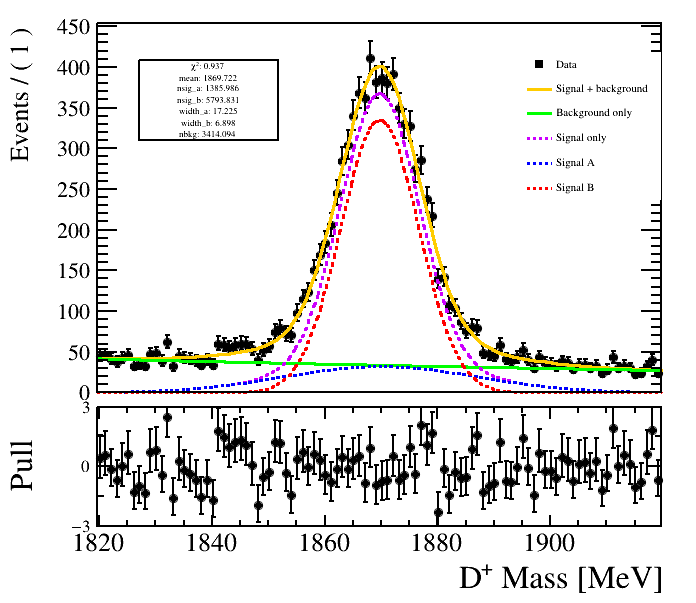 Events / ( 1 )
450
400
350
300
250
200
150
100
50
0
χ²: 0.937
mean: 1869.722
nsig_a: 1385.986
nsig_b: 5793.831
width_a: 17.225
width_b: 6.898
nbkg: 3414.094
Data
Signal + background
Background only
Signal only
Signal A
Signal B
Pull
3
0
−3
1820 1840 1860 1880 1900
D⁺ Mass [MeV]